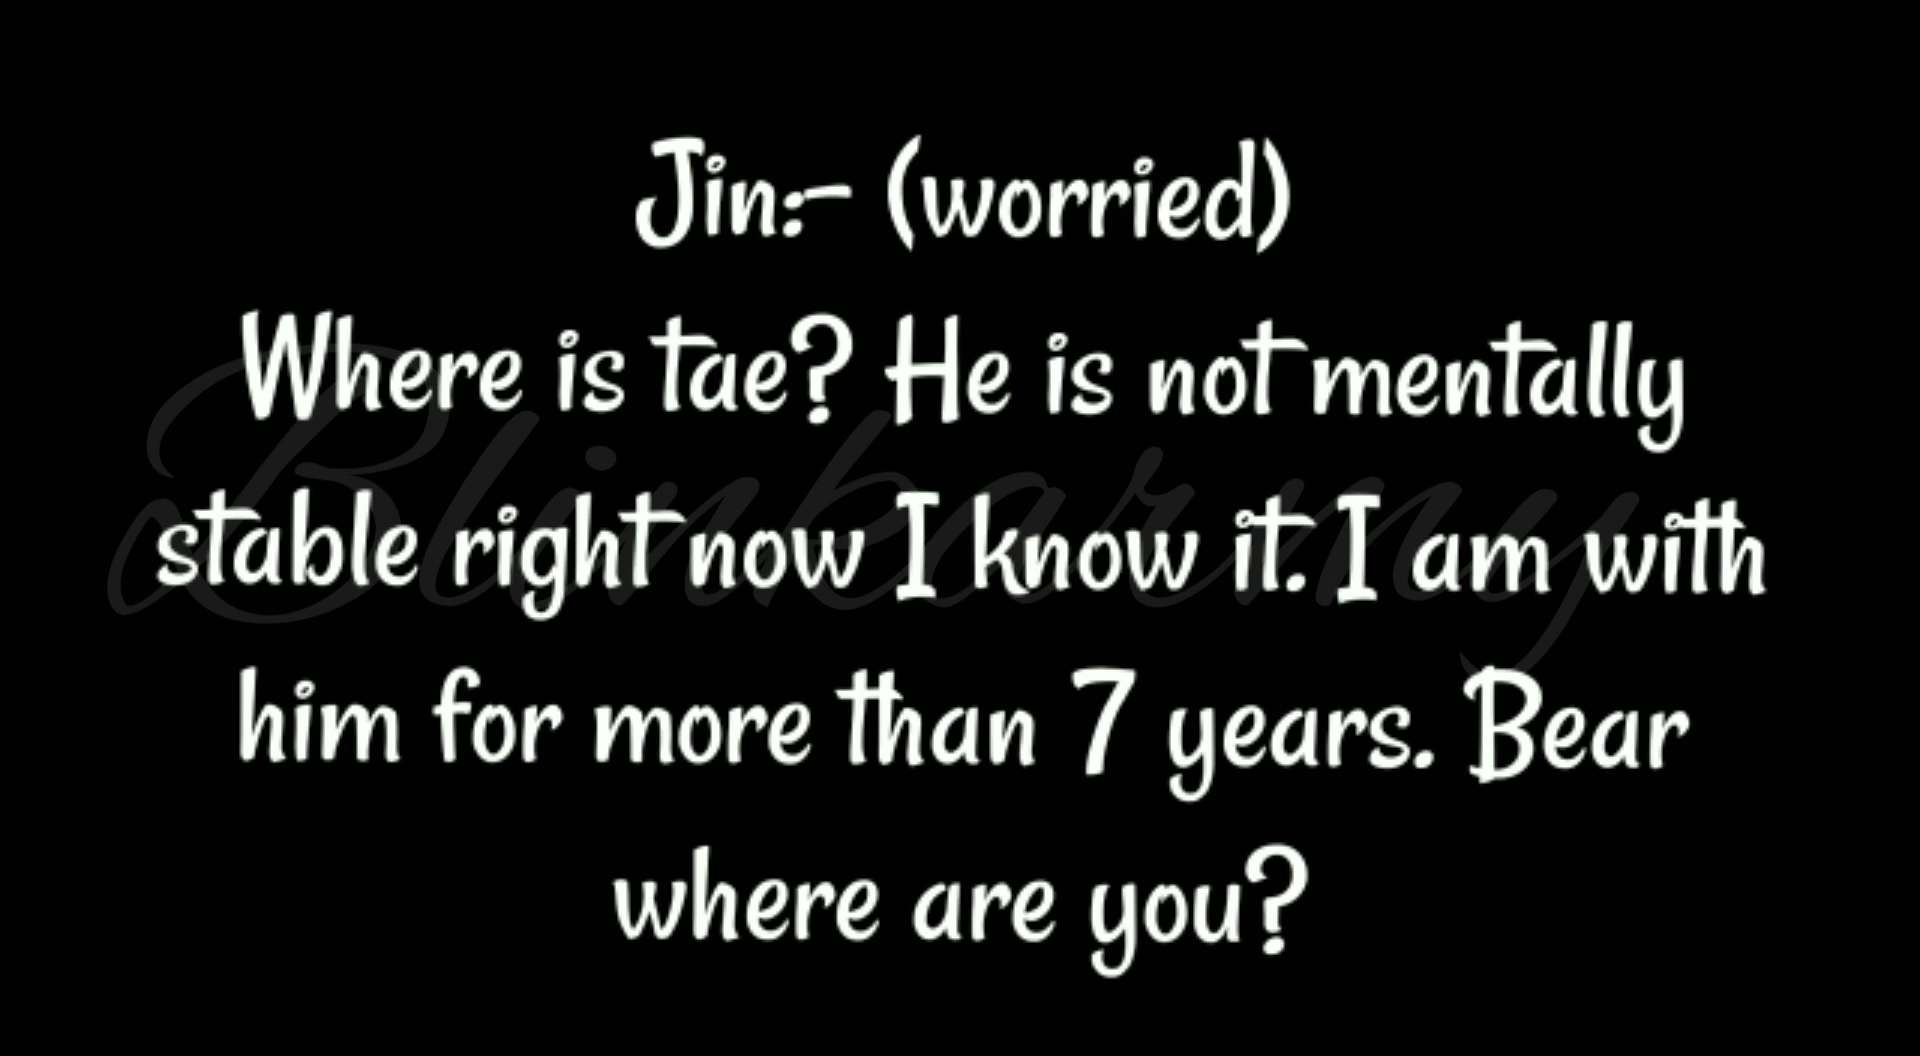 Jin:- (worried)
Where is tae? He is not mentally
stable right now I know it. I am with
him for more than 7 years. Bear
where are you?
Blinkarmy